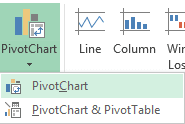 PivotChart
Line
Column
Win
Los
PivotChart
PivotChart & PivotTable